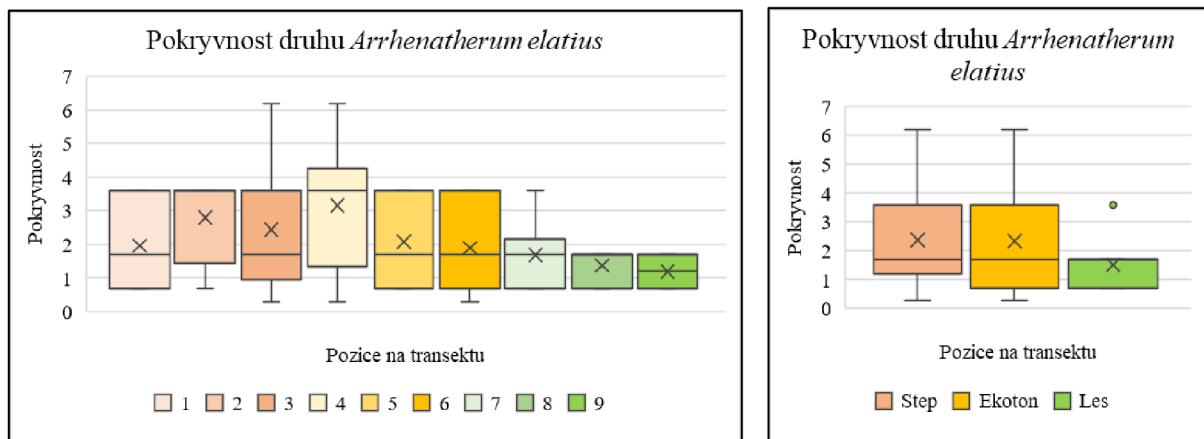 Pokryvnost druhu Arrhenatherum elatius
Pokryvnost
7
6
5
4
3
2
1
0
Pozice na transektu
1 2 3 4 5 6 7 8 9
Pokryvnost druhu Arrhenatherum
elatius
Pokryvnost
7
6
5
4
3
2
1
0
Pozice na transektu
Step Ekoton Les